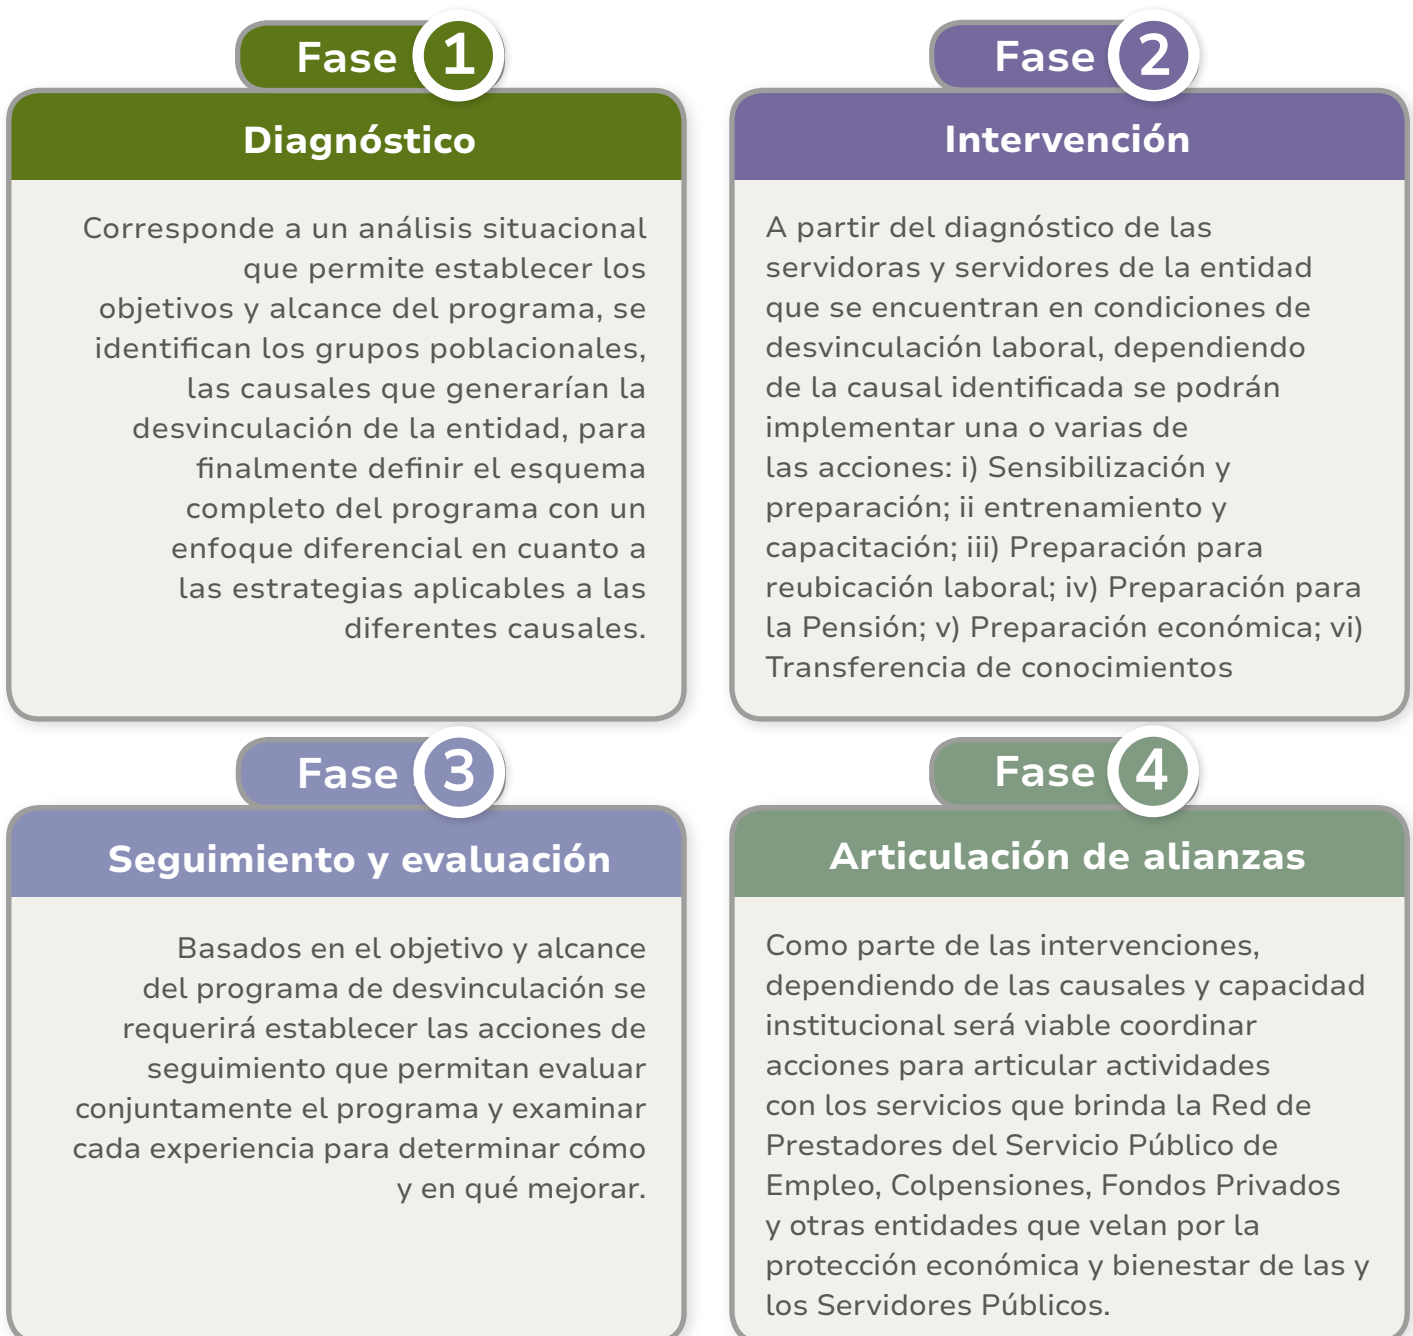 Fase 1
Diagnóstico
Corresponde a un análisis situacional
que permite establecer los
objetivos y alcance del programa, se
identifican los grupos poblacionales,
las causales que generarían la
desvinculación de la entidad, para
finalmente definir el esquema
completo del programa con un
enfoque diferencial en cuanto a
las estrategias aplicables a las
diferentes causales.
Fase 2
Intervención
A partir del diagnóstico de las
servidoras y servidores de la entidad
que se encuentran en condiciones de
desvinculación laboral, dependiendo
de la causal identificada se podrán
implementar una o varias de
las acciones: i) Sensibilización y
preparación; ii entrenamiento y
capacitación; iii) Preparación para
reubicación laboral; iv) Preparación para
la Pensión; v) Preparación económica; vi)
Transferencia de conocimientos
Fase 3
Seguimiento y evaluación
Basados en el objetivo y alcance
del programa de desvinculación se
requerirá establecer las acciones de
seguimiento que permitan evaluar
conjuntamente el programa y examinar
cada experiencia para determinar cómo
y en qué mejorar.
Fase 4
Articulación de alianzas
Como parte de las intervenciones,
dependiendo de las causales y capacidad
institucional será viable coordinar
acciones para articular actividades
con los servicios que brinda la Red de
Prestadores del Servicio Público de
Empleo, Colpensiones, Fondos Privados
y otras entidades que velan por la
protección económica y bienestar de las y
los Servidores Públicos.